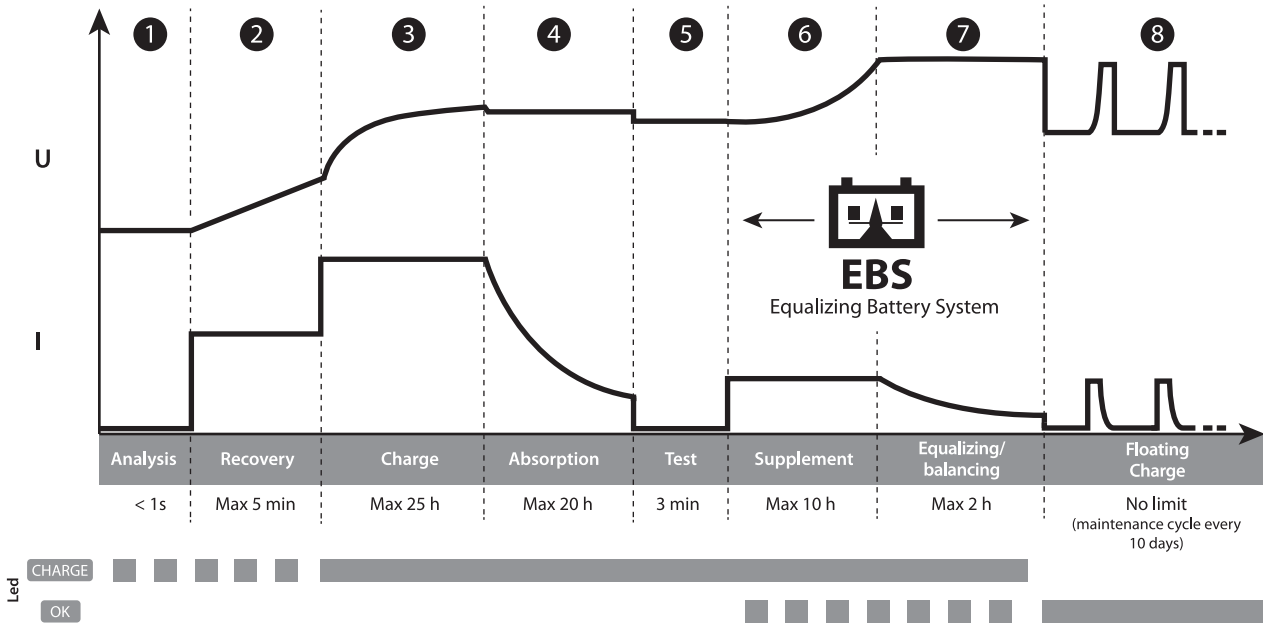 1 2 3 4 5 6 7 8
U
EBS
Equalizing Battery System
I
Analysis Recovery Charge Absorption Test Supplement Equalizing/ balancing Floating Charge
< 1s Max 5 min Max 25 h Max 20 h 3 min Max 10 h Max 2 h No limit
(maintenance cycle every
10 days)
Led
CHARGE
OK